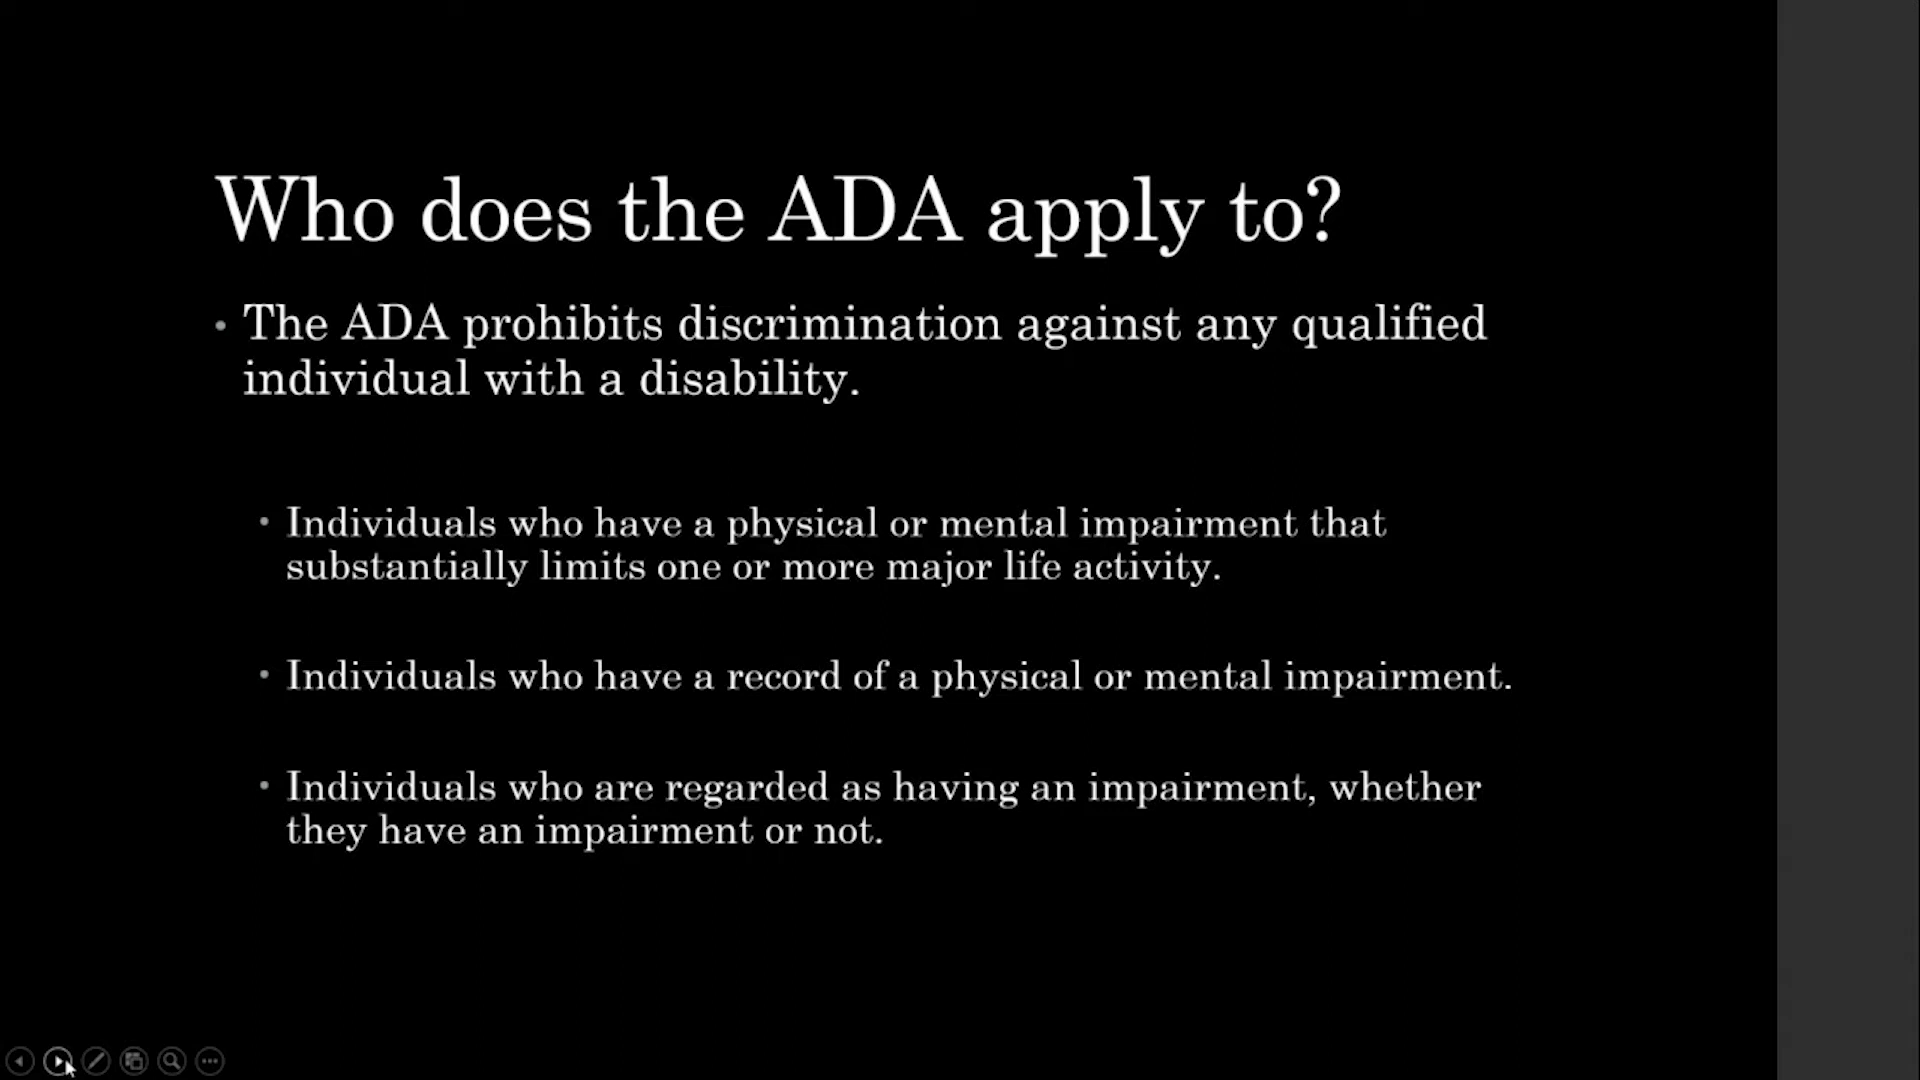 Who does the ADA apply to?
• The ADA prohibits discrimination against any qualified
individual with a disability.
• Individuals who have a physical or mental impairment that
substantially limits one or more major life activity.
• Individuals who have a record of a physical or mental impairment.
• Individuals who are regarded as having an impairment, whether
they have an impairment or not.